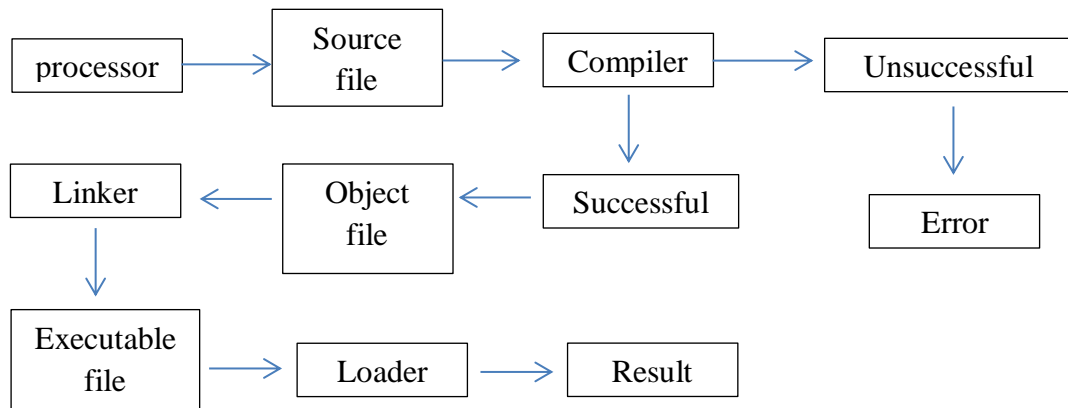 processor
Source
file
Compiler
Unsuccessful
Linker
Object
file
Successful
Error
Executable
file
Loader
Result